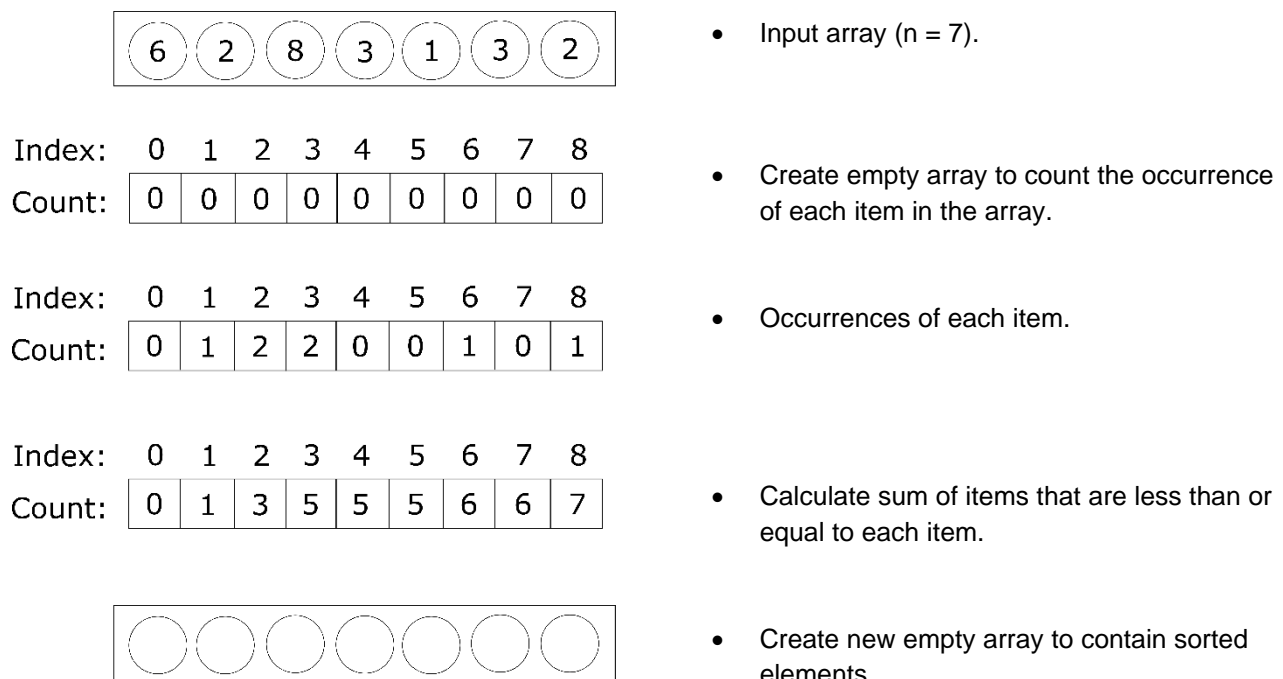 6 2 8 3 1 3 2
• Input array (n = 7).
Index: 0 1 2 3 4 5 6 7 8
Count: 0 0 0 0 0 0 0 0 0
• Create empty array to count the occurrence
of each item in the array.
Index: 0 1 2 3 4 5 6 7 8
Count: 0 1 2 2 0 0 1 0 1
• Occurrences of each item.
Index: 0 1 2 3 4 5 6 7 8
Count: 0 1 3 5 5 5 6 6 7
• Calculate sum of items that are less than or
equal to each item.
• Create new empty array to contain sorted
elements